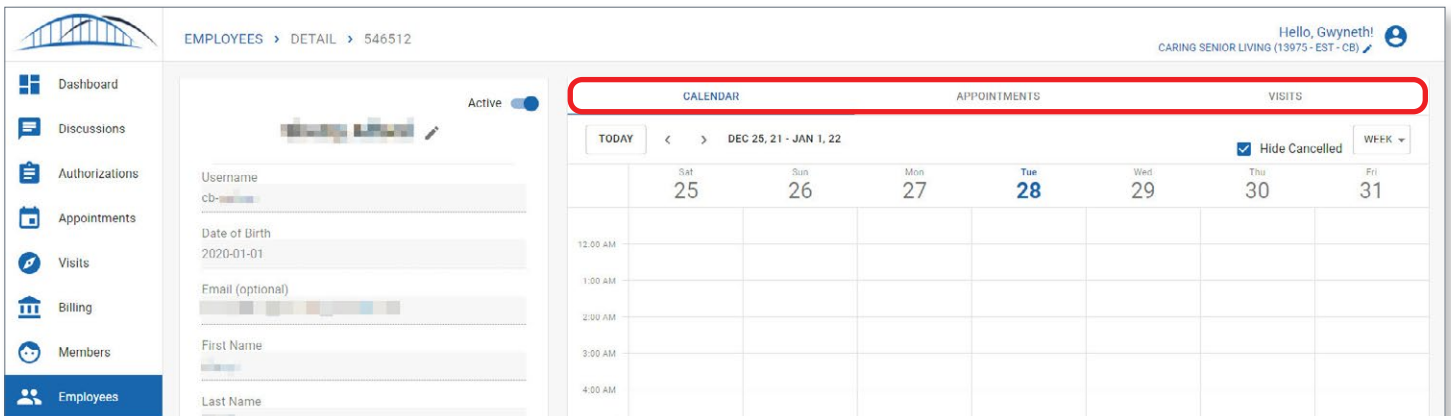 EMPLOYEES > DETAIL > 546512
Hello, Gwyneth!
CARING SENIOR LIVING (13975 - EST - CB)
Dashboard
Discussions
Authorizations
Appointments
Visits
Billing
Members
Employees
Active
Username
cb-
Date of Birth
2020-01-01
Email (optional)
First Name
Last Name
CALENDAR APPOINTMENTS VISITS
TODAY < > DEC 25, 21 - JAN 1, 22
Hide Cancelled WEEK
Sat Sun Mon Tue Wed Thu Fri
25 26 27 28 29 30 31
12:00 AM
1:00 AM
2:00 AM
3:00 AM
4:00 AM